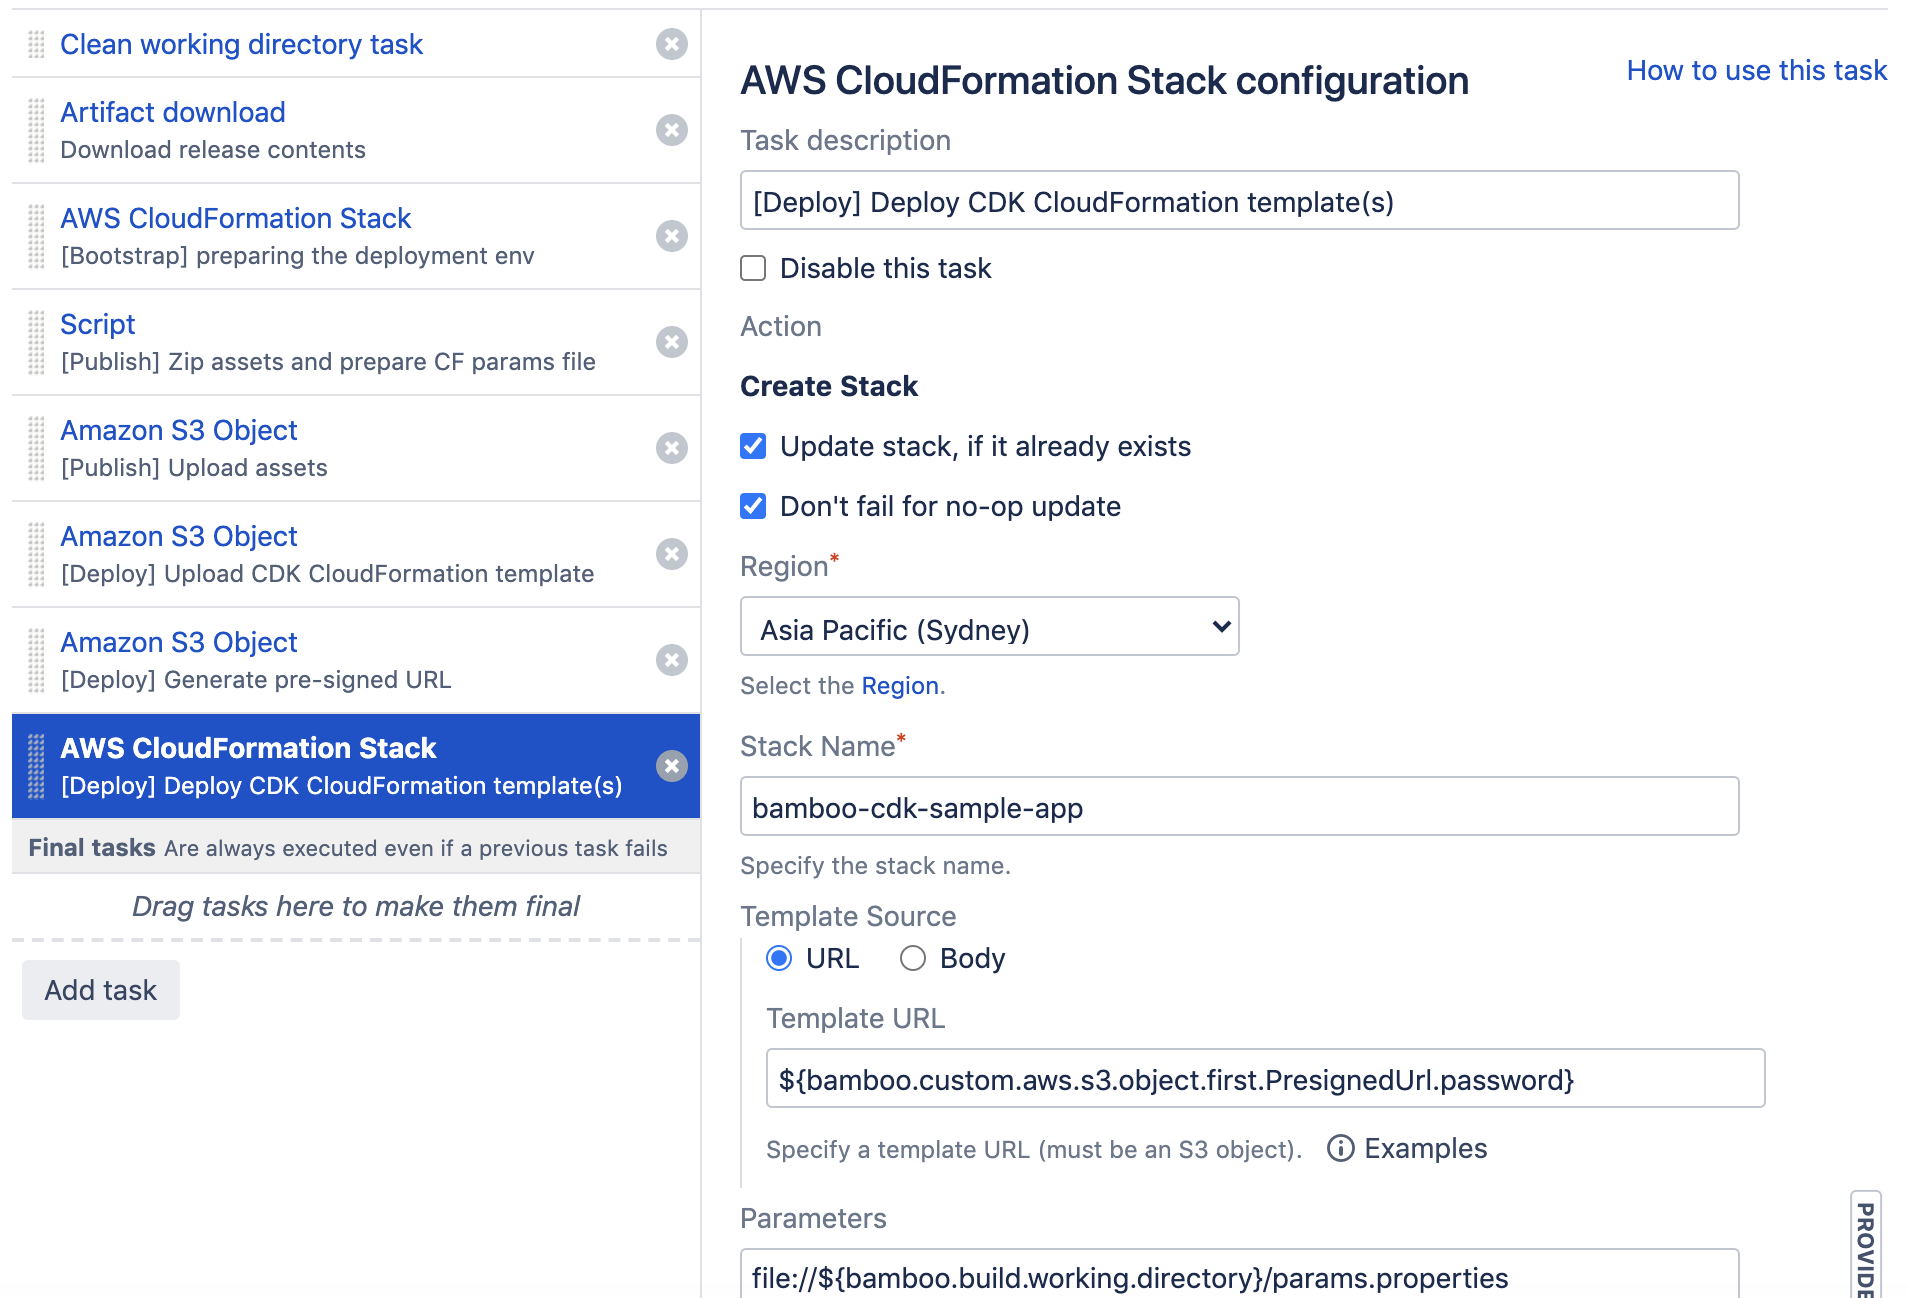 Clean working directory task
Artifact download
Download release contents
AWS CloudFormation Stack
[Bootstrap] preparing the deployment env
Script
[Publish] Zip assets and prepare CF params file
Amazon S3 Object
[Publish] Upload assets
Amazon S3 Object
[Deploy] Upload CDK CloudFormation template
Amazon S3 Object
[Deploy] Generate pre-signed URL
AWS CloudFormation Stack
[Deploy] Deploy CDK CloudFormation template(s)
Final tasks Are always executed even if a previous task fails
Drag tasks here to make them final
Add task
AWS CloudFormation Stack configuration
How to use this task
Task description
[Deploy] Deploy CDK CloudFormation template(s)
Disable this task
Action
Create Stack
Update stack, if it already exists
Don't fail for no-op update
Region*
Asia Pacific (Sydney)
Select the Region.
Stack Name*
bamboo-cdk-sample-app
Specify the stack name.
Template Source
URL Body
Template URL
${bamboo.custom.aws.s3.object.first.PresignedUrl.password}
Specify a template URL (must be an S3 object). Examples
Parameters
file://${bamboo.build.working.directory}/params.properties